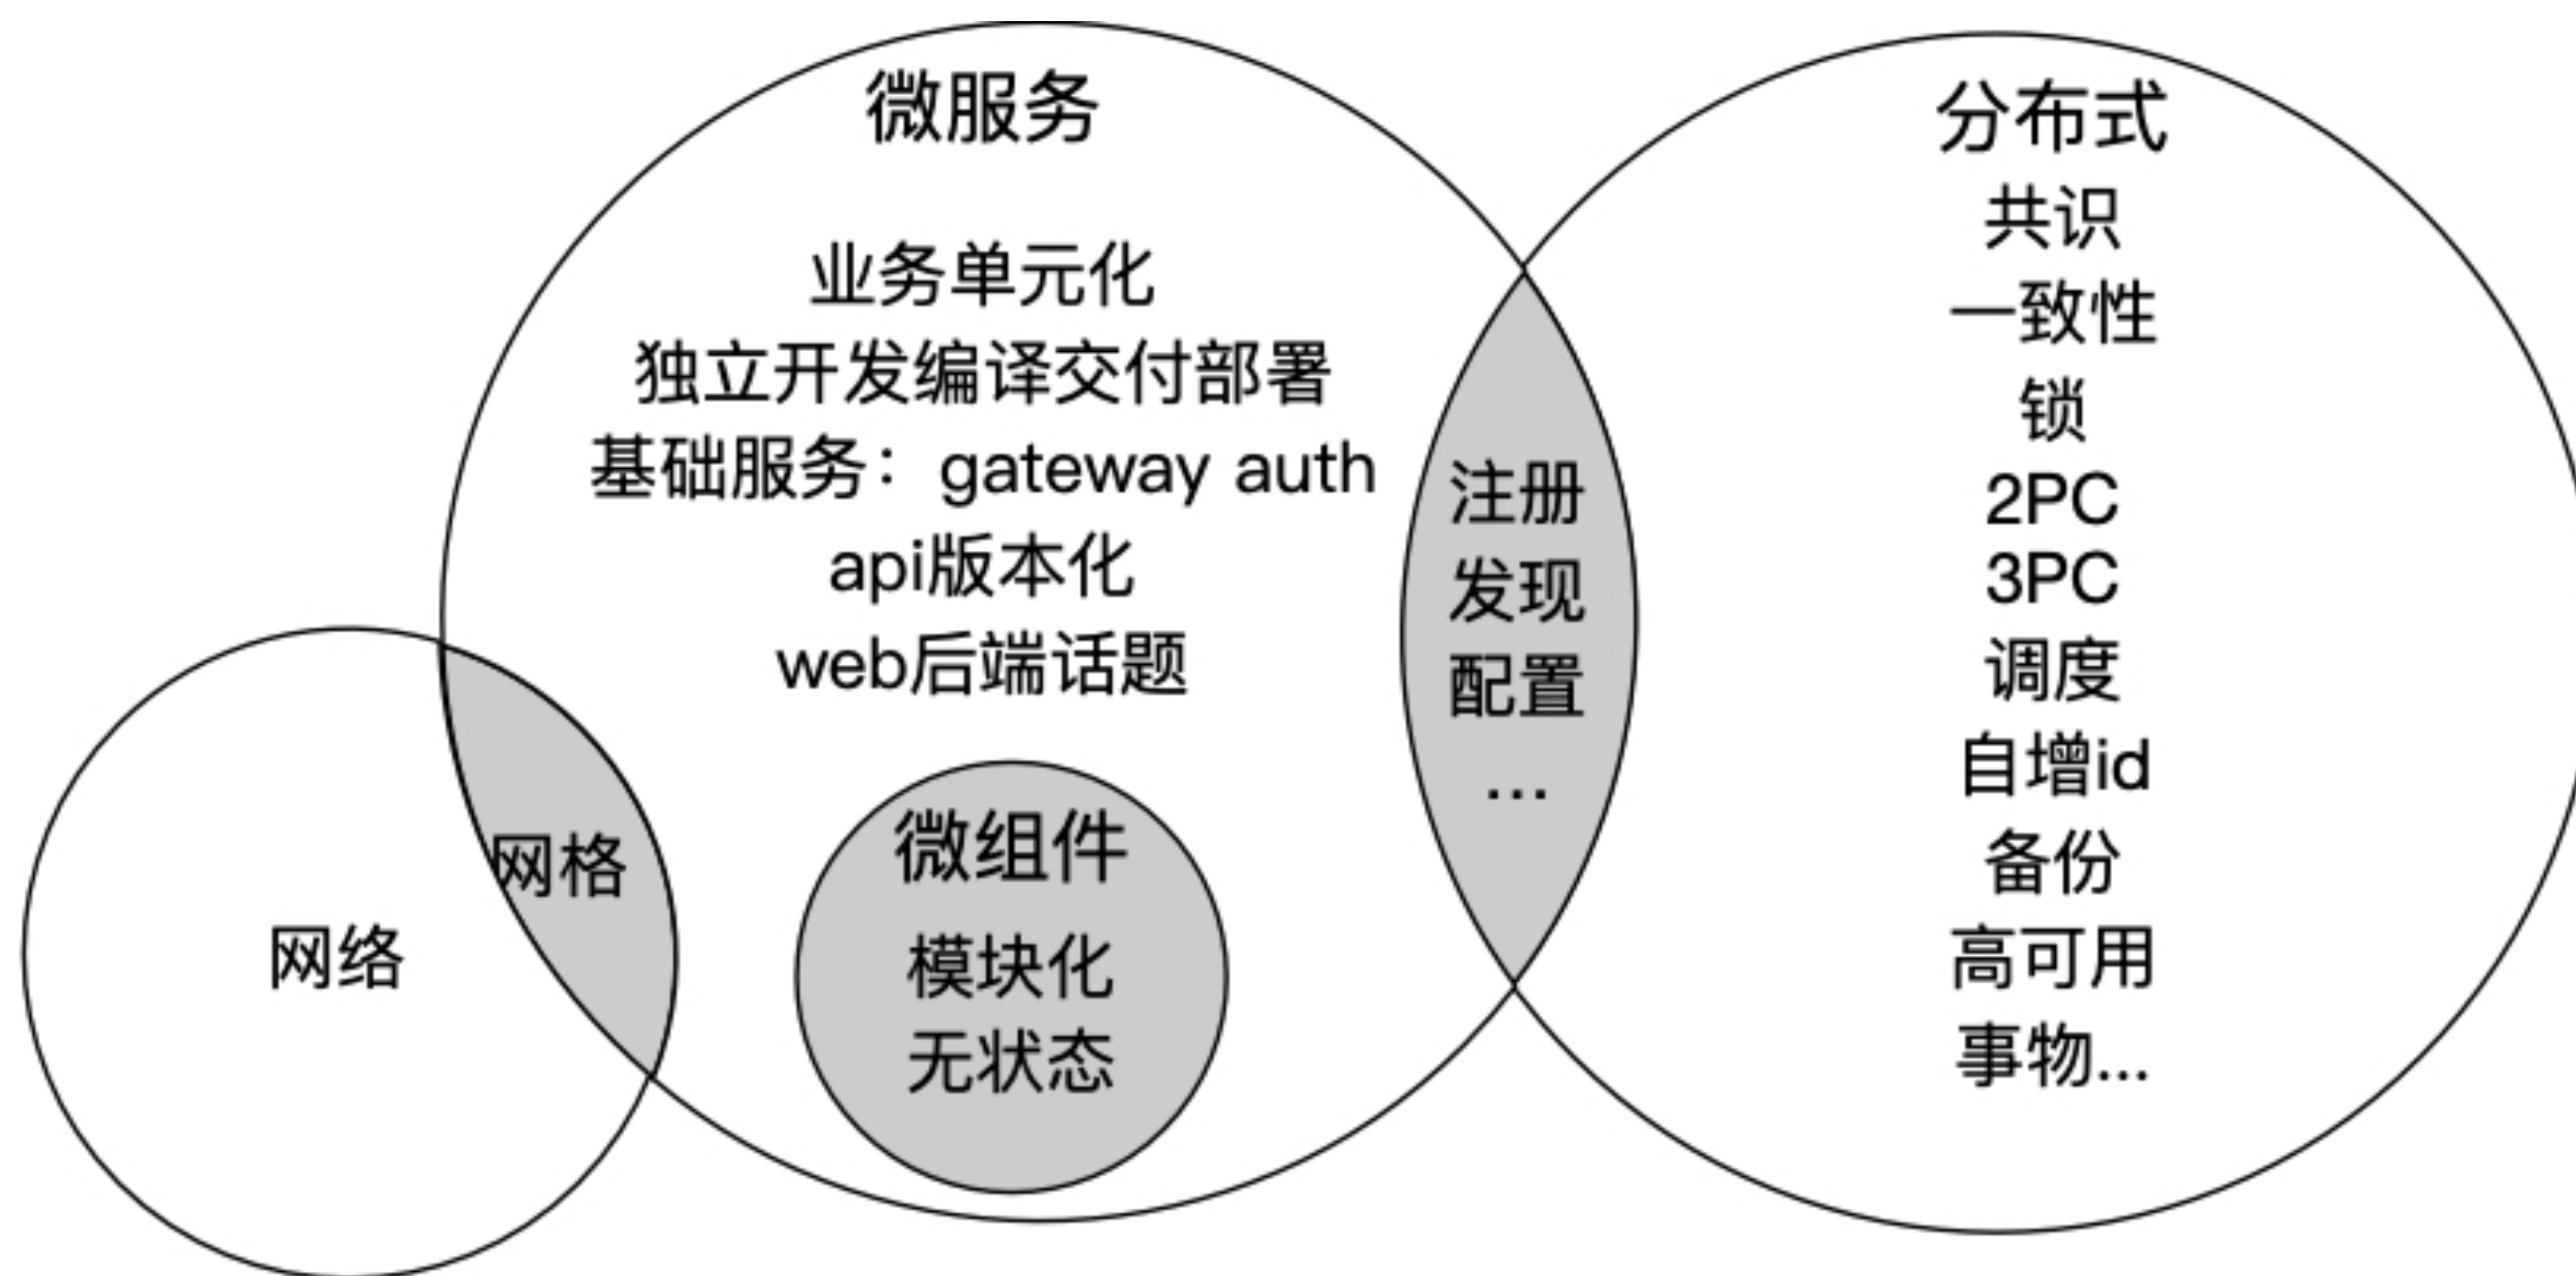 微服务
业务单元化
独立开发编译交付部署
基础服务：gateway auth
api版本化
web后端话题
微组件
模块化
无状态
网格
网络
注册
发现
配置
...
分布式
共识
一致性
锁
2PC
3PC
调度
自增id
备份
高可用
事物...